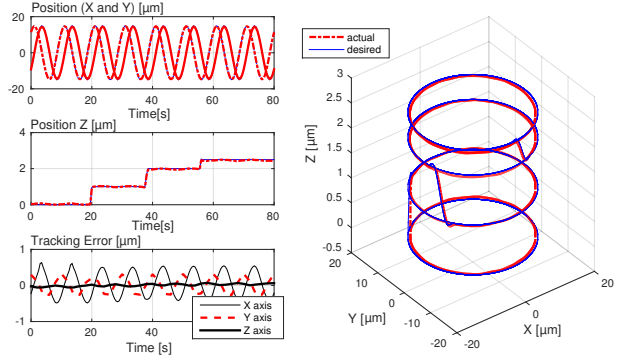 Position (X and Y) [µm]
20
0
-20
0 20 40 60 80
Time[s]
Position Z [µm]
4
2
0
0 20 40 60 80
Time[s]
Tracking Error [µm]
1
0
-1
0 20 40 60 80
Time [s]
X axis
Y axis
Z axis
actual
desired
3
2.5
2
1.5
1
0.5
0
-0.5
Z [µm]
20
10
0
-10
-20
Y [µm]
-20
0
20
X [µm]